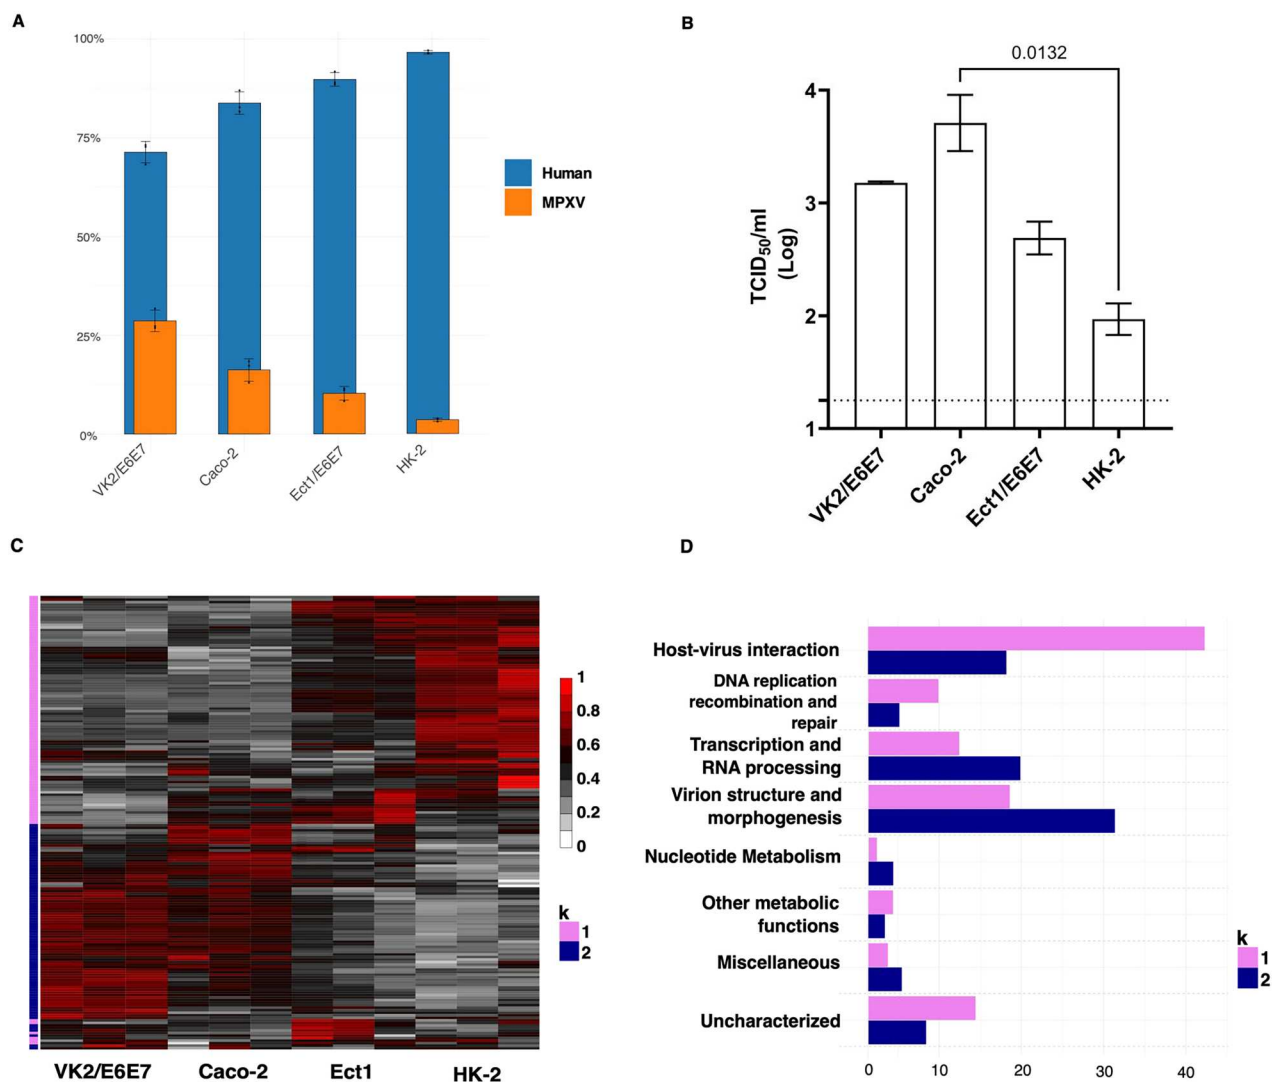 A
100%
75%
50%
25%
0%
VK2/E6E7
Caco-2
Ect1/E6E7
HK-2
Human
MPXV
B
0.0132
4
3
2
1
TCID50/ml
(Log)
VK2/E6E7
Caco-2
Ect1/E6E7
HK-2
C
1
0.8
0.6
0.4
0.2
0
k
1
2
VK2/E6E7
Caco-2
Ect1
HK-2
D
Host-virus interaction
DNA replication
recombination and
repair
Transcription and
RNA processing
Virion structure and
morphogenesis
Nucleotide Metabolism
Other metabolic
functions
Miscellaneous
Uncharacterized
0
10
20
30
40
k
1
2